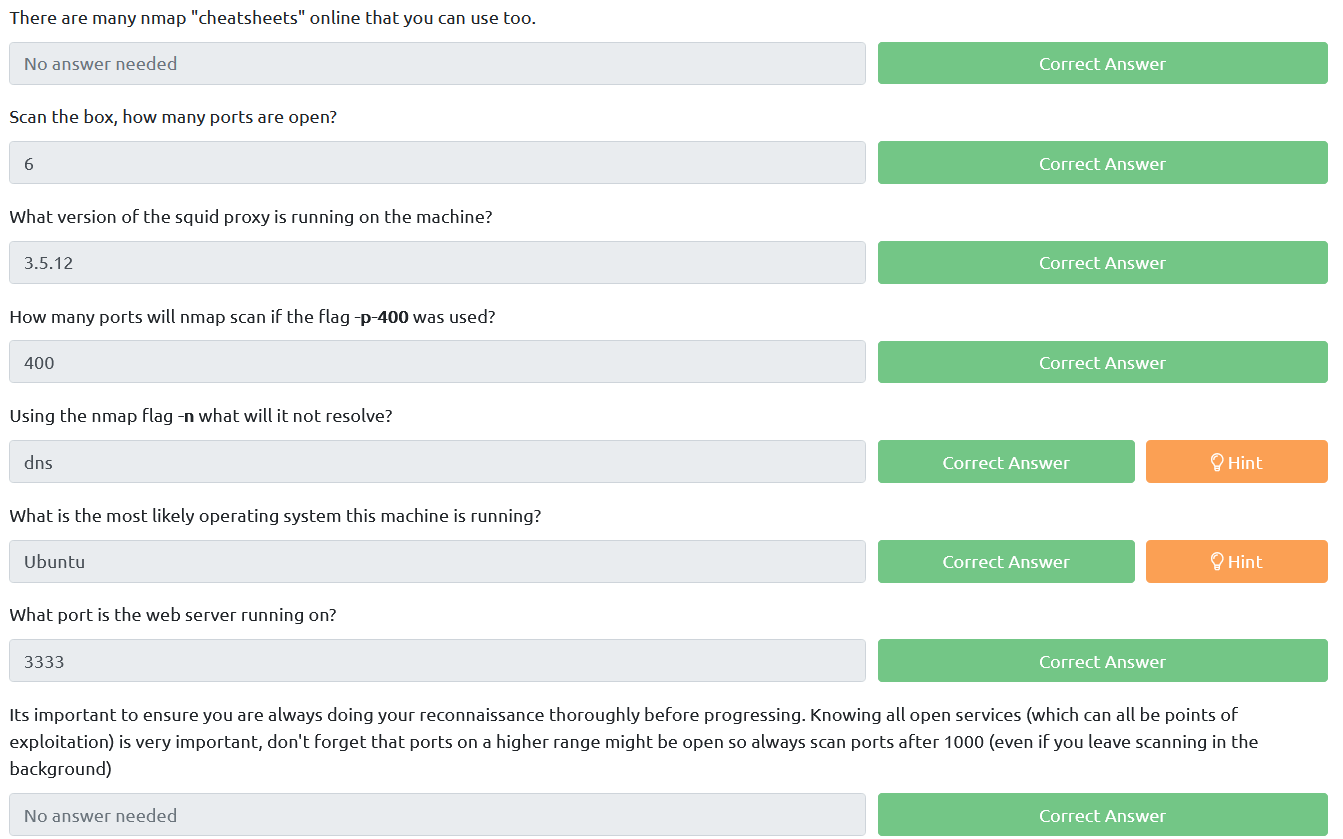 There are many nmap "cheatsheets" online that you can use too.
No answer needed
Correct Answer
Scan the box, how many ports are open?
6
Correct Answer
What version of the squid proxy is running on the machine?
3.5.12
Correct Answer
How many ports will nmap scan if the flag -p-400 was used?
400
Correct Answer
Using the nmap flag -n what will it not resolve?
dns
Correct Answer
Hint
What is the most likely operating system this machine is running?
Ubuntu
Correct Answer
Hint
What port is the web server running on?
3333
Correct Answer
Its important to ensure you are always doing your reconnaissance thoroughly before progressing. Knowing all open services (which can all be points of
exploitation) is very important, don't forget that ports on a higher range might be open so always scan ports after 1000 (even if you leave scanning in the
background)
No answer needed
Correct Answer